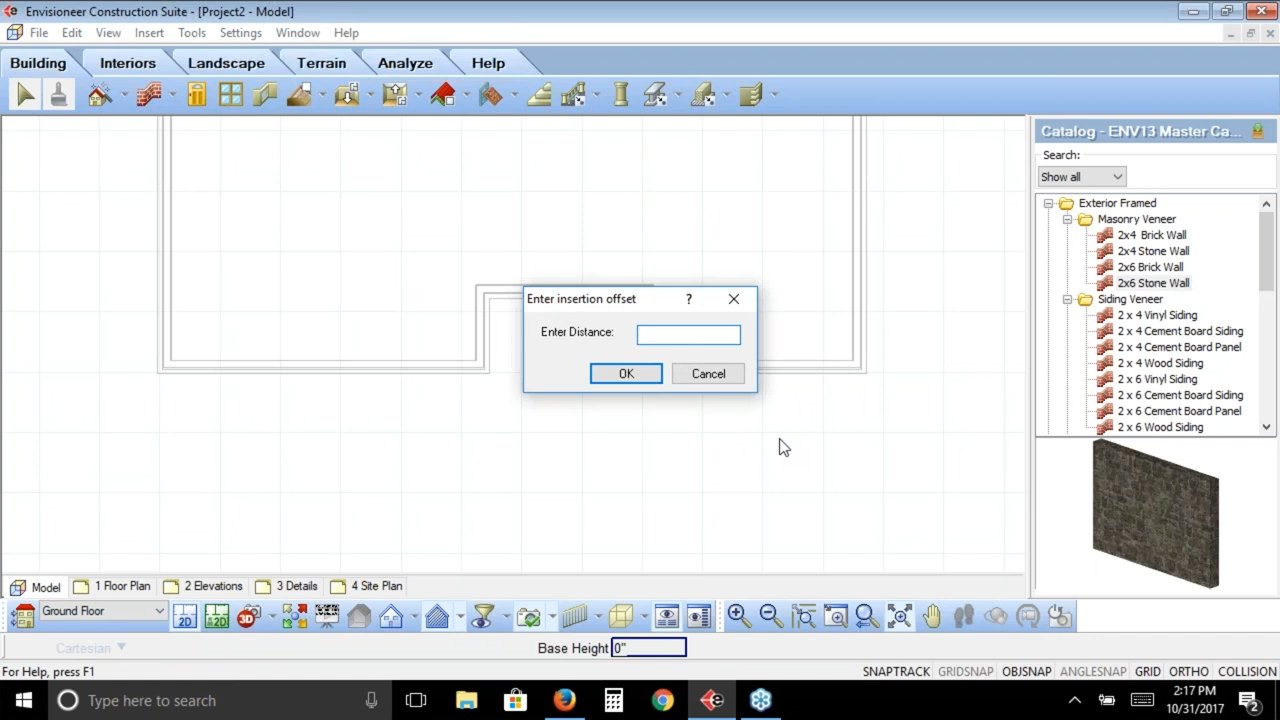 Envisioneer Construction Suite - [Project2 - Model]
File Edit View Insert Tools Settings Window Help
Building Interiors Landscape Terrain Analyze Help
Catalog - ENV13 Master Ca...
Search:
Show all
Exterior Framed
Masonry Veneer
2x4 Brick Wall
2x4 Stone Wall
2x6 Brick Wall
2x6 Stone Wall
Siding Veneer
2 x 4 Vinyl Siding
2 x 4 Cement Board Siding
2 x 4 Cement Board Panel
2 x 4 Wood Siding
2 x 6 Vinyl Siding
2 x 6 Cement Board Siding
2 x 6 Cement Board Panel
2 x 6 Wood Siding
Enter insertion offset ?
Enter Distance:
OK Cancel
Model 1 Floor Plan 2 Elevations 3 Details 4 Site Plan
Ground Floor 2D &2D 3D
Cartesian Base Height 0"
For Help, press F1 SNAPTRACK GRIDSNAP OBJSNAP ANGLESNAP GRID ORTHO COLLISION
Type here to search
2:17 PM
10/31/2017
2